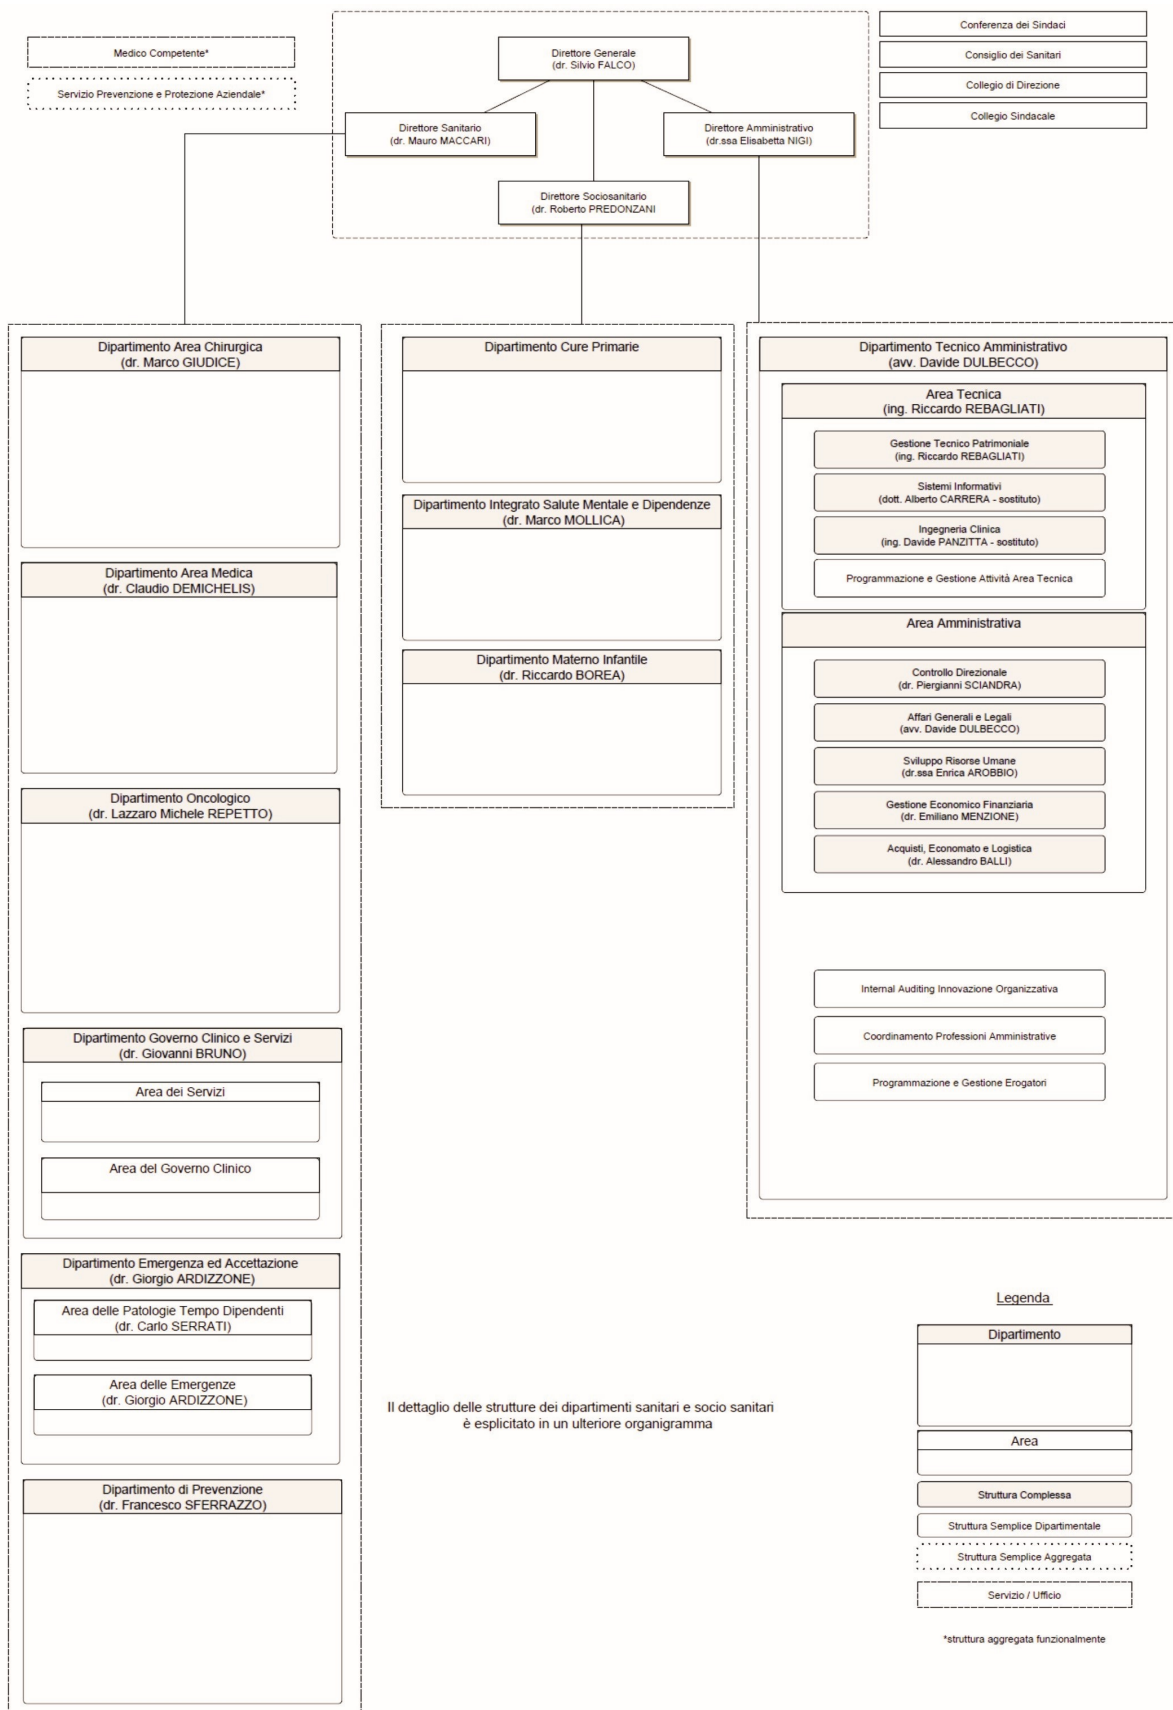 Medico Competente*
Servizio Prevenzione e Protezione Aziendale*
Direttore Generale
(dr. Silvio FALCO)
Direttore Sanitario
(dr. Mauro MACCARI)
Direttore Amministrativo
(dr.ssa Elisabetta NIGI)
Direttore Sociosanitario
(dr. Roberto PREDONZANI
Conferenza dei Sindaci
Consiglio dei Sanitari
Collegio di Direzione
Collegio Sindacale
Dipartimento Area Chirurgica
(dr. Marco GIUDICE)
Dipartimento Area Medica
(dr. Claudio DEMICHELIS)
Dipartimento Oncologico
(dr. Lazzaro Michele REPETTO)
Dipartimento Governo Clinico e Servizi
(dr. Giovanni BRUNO)
Area dei Servizi
Area del Governo Clinico
Dipartimento Emergenza ed Accettazione
(dr. Giorgio ARDIZZONE)
Area delle Patologie Tempo Dipendenti
(dr. Carlo SERRATI)
Area delle Emergenze
(dr. Giorgio ARDIZZONE)
Dipartimento di Prevenzione
(dr. Francesco SFERRAZZO)
Dipartimento Cure Primarie
Dipartimento Integrato Salute Mentale e Dipendenze
(dr. Marco MOLLICA)
Dipartimento Materno Infantile
(dr. Riccardo BOREA)
Dipartimento Tecnico Amministrativo
(avv. Davide DULBECCO)
Area Tecnica
(ing. Riccardo REBAGLIATI)
Gestione Tecnico Patrimoniale
(ing. Riccardo REBAGLIATI)
Sistemi Informativi
(dott. Alberto CARRERA - sostituto)
Ingegneria Clinica
(ing. Davide PANZITTA - sostituto)
Programmazione e Gestione Attività Area Tecnica
Area Amministrativa
Controllo Direzionale
(dr. Piergianni SCIANDRA)
Affari Generali e Legali
(avv. Davide DULBECCO)
Sviluppo Risorse Umane
(dr.ssa Enrica AROBBIO)
Gestione Economico Finanziaria
(dr. Emiliano MENZIONE)
Acquisti, Economato e Logistica
(dr. Alessandro BALLI)
Internal Auditing Innovazione Organizzativa
Coordinamento Professioni Amministrative
Programmazione e Gestione Erogatori
Il dettaglio delle strutture dei dipartimenti sanitari e socio sanitari
è esplicitato in un ulteriore organigramma
Legenda
Dipartimento
Area
Struttura Complessa
Struttura Semplice Dipartimentale
Struttura Semplice Aggregata
Servizio / Ufficio
*struttura aggregata funzionalmente